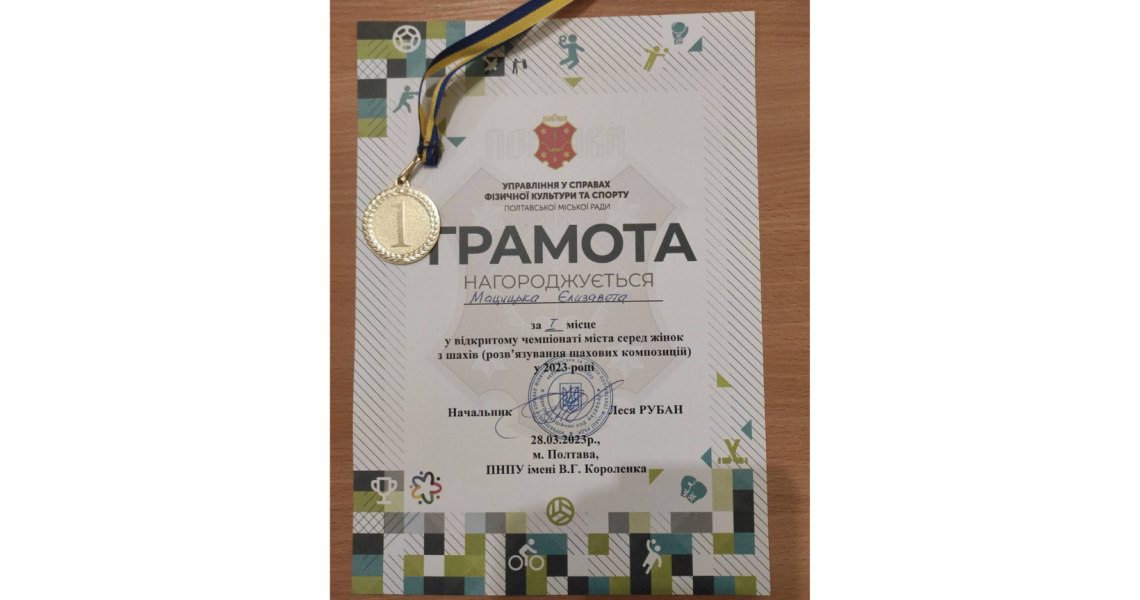 УПРАВЛІННЯ У СПРАВАХ
ФІЗИЧНОЇ КУЛЬТУРИ ТА СПОРТУ
ПОЛТАВСЬКОЇ МІСЬКОЇ РАДИ
1
ГРАМОТА
НАГОРОДЖУЄТЬСЯ
Мацицька Єлизавета
за I місце
у відкритому чемпіонаті міста серед жінок
з шахів (розв’язування шахових композицій)
у 2023 році
Начальник Леся РУБАН
28.03.2023р.,
м. Полтава,
ПНПУ імені В.Г. Короленка